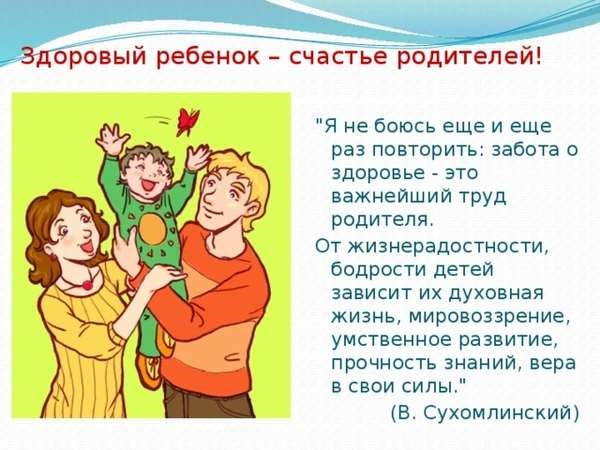 Здоровый ребенок – счастье родителей!
"Я не боюсь еще и еще
раз повторить: забота о
здоровье - это
важнейший труд
родителя.
От жизнерадостности,
бодрости детей
зависит их духовная
жизнь, мировоззрение,
умственное развитие,
прочность знаний, вера
в свои силы."
(В. Сухомлинский)